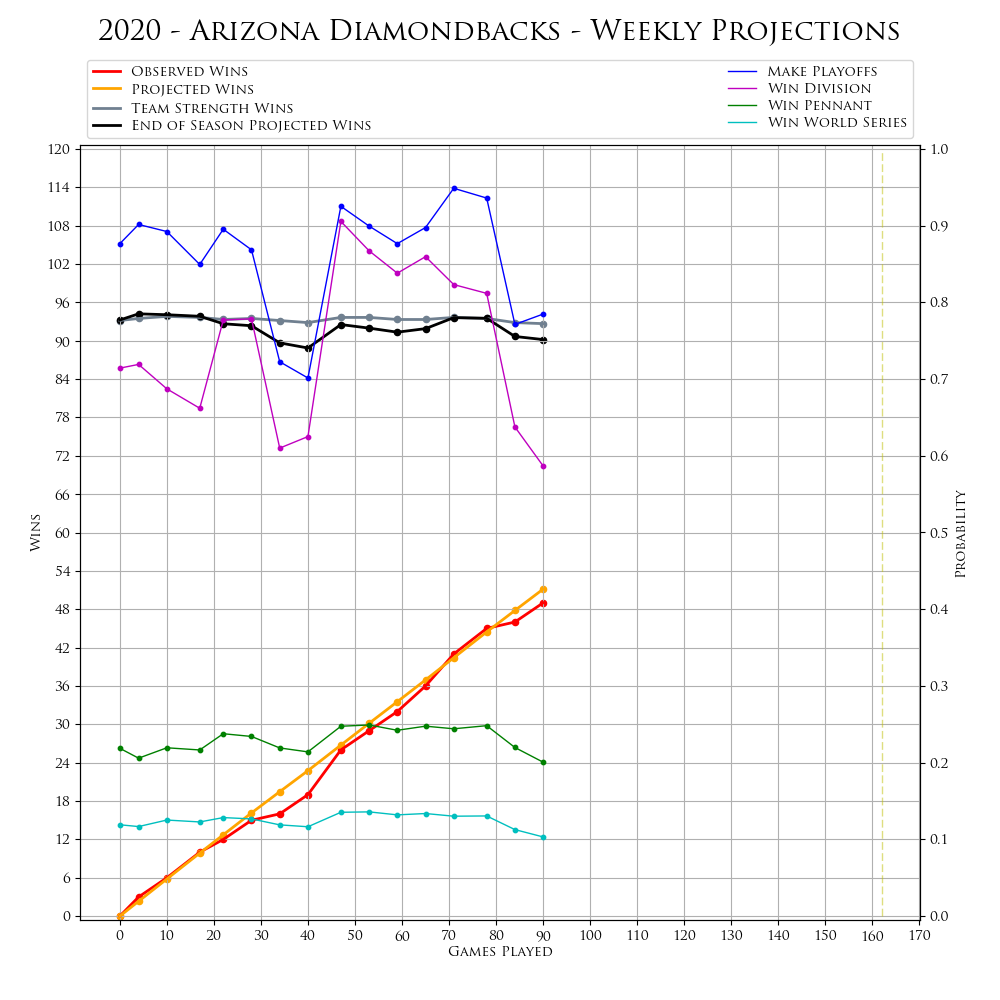 2020 - Arizona Diamondbacks - Weekly Projections
Observed Wins
Projected Wins
Team Strength Wins
End of Season Projected Wins
Make Playoffs
Win Division
Win Pennant
Win World Series
120
114
108
102
96
90
84
78
72
66
60
54
48
42
36
30
24
18
12
6
0
Wins
1.0
0.9
0.8
0.7
0.6
0.5
0.4
0.3
0.2
0.1
0.0
Probability
0 10 20 30 40 50 60 70 80 90 100 110 120 130 140 150 160 170
Games Played